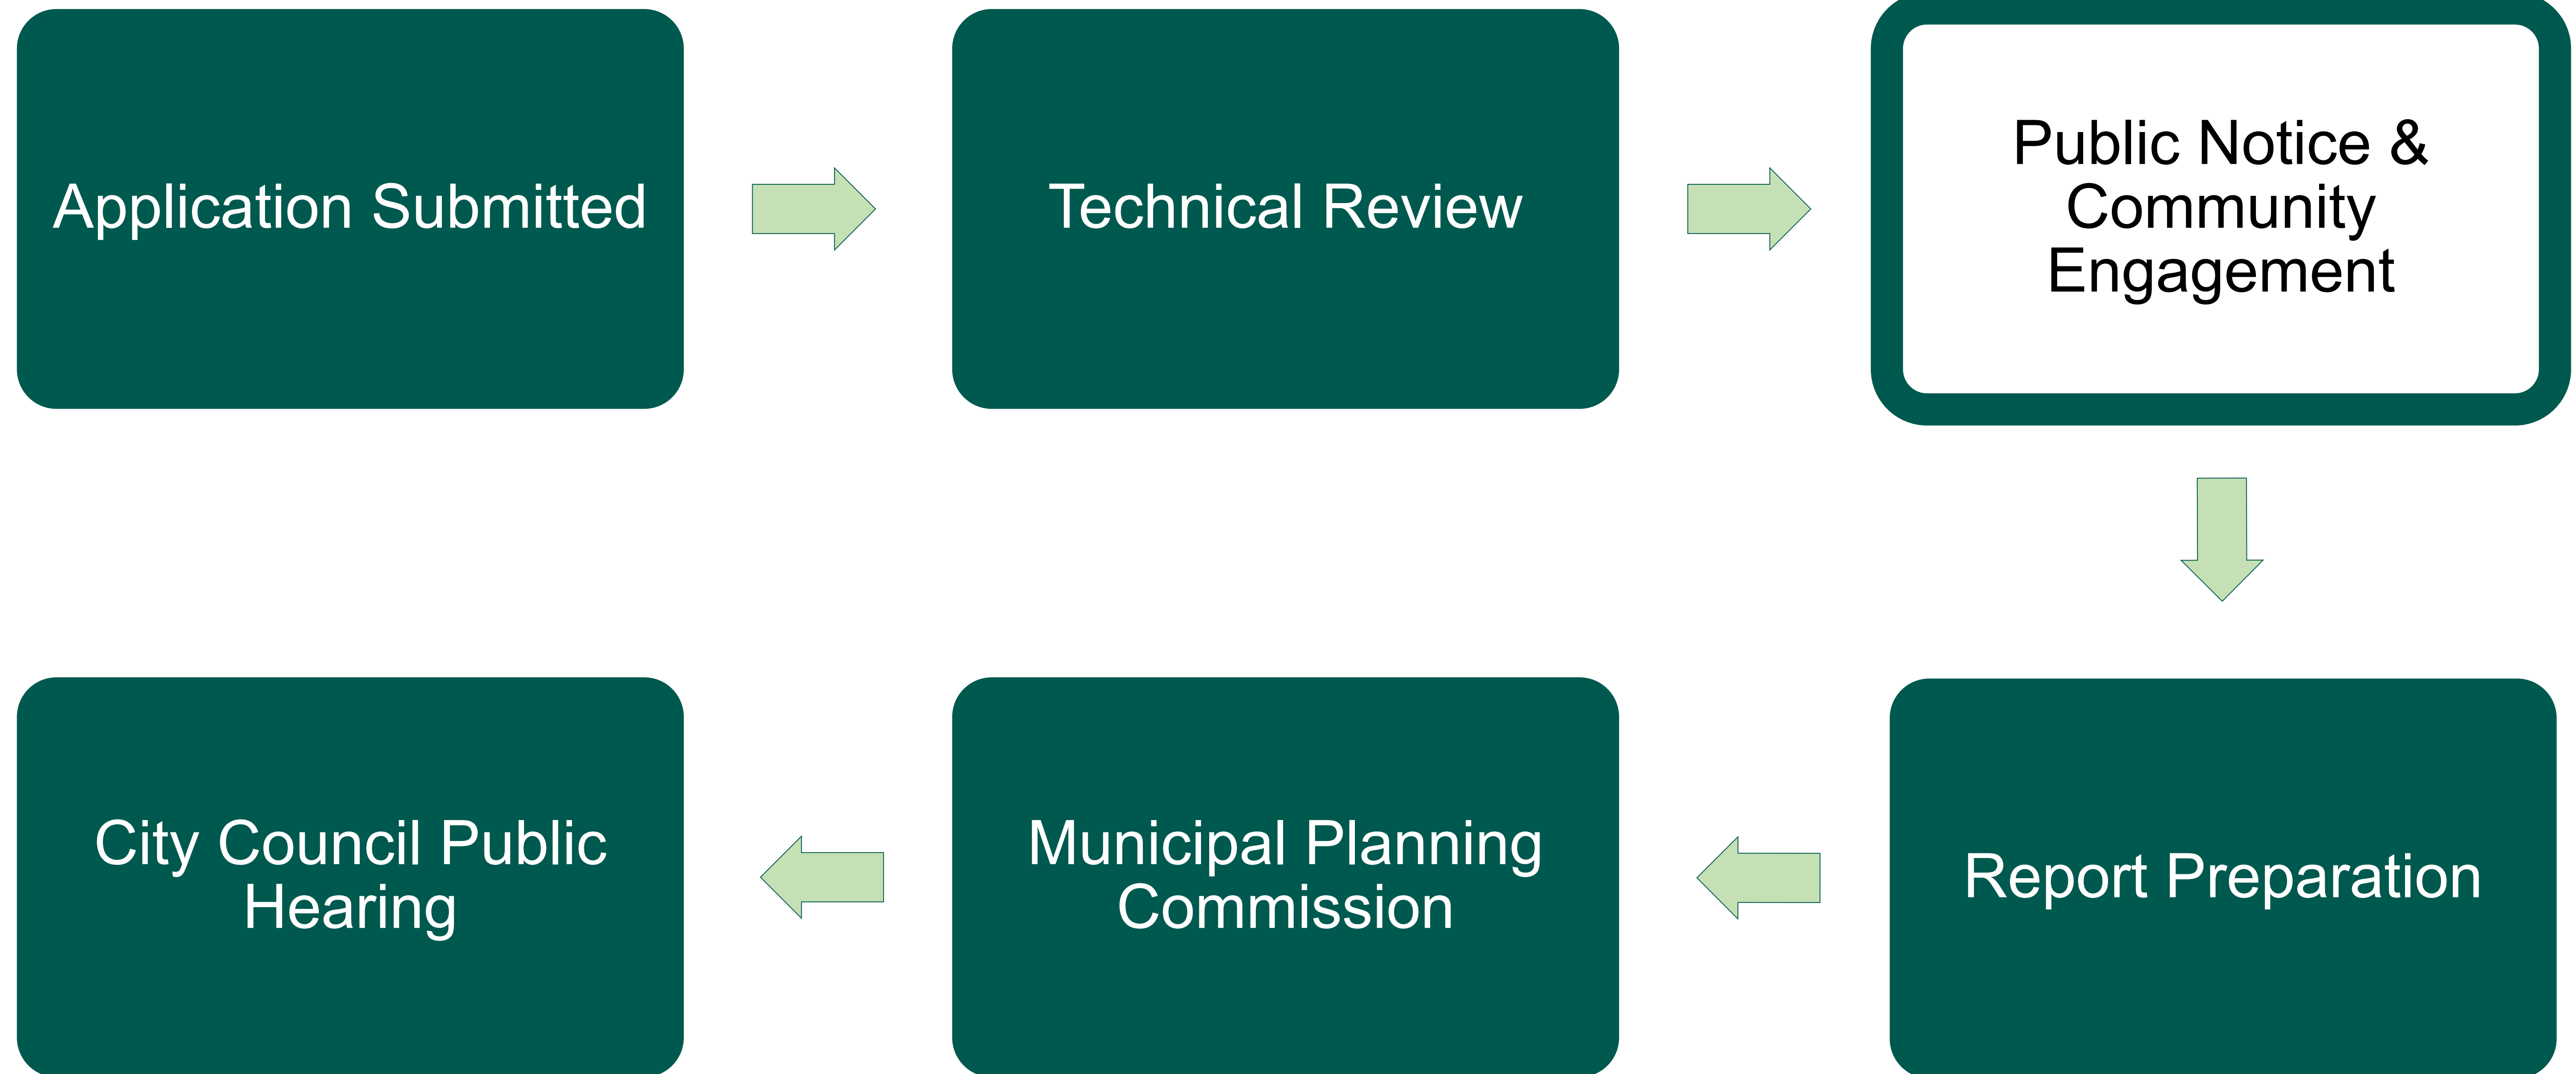 Application Submitted
Technical Review
Public Notice &
Community
Engagement
Report Preparation
Municipal Planning
Commission
City Council Public
Hearing